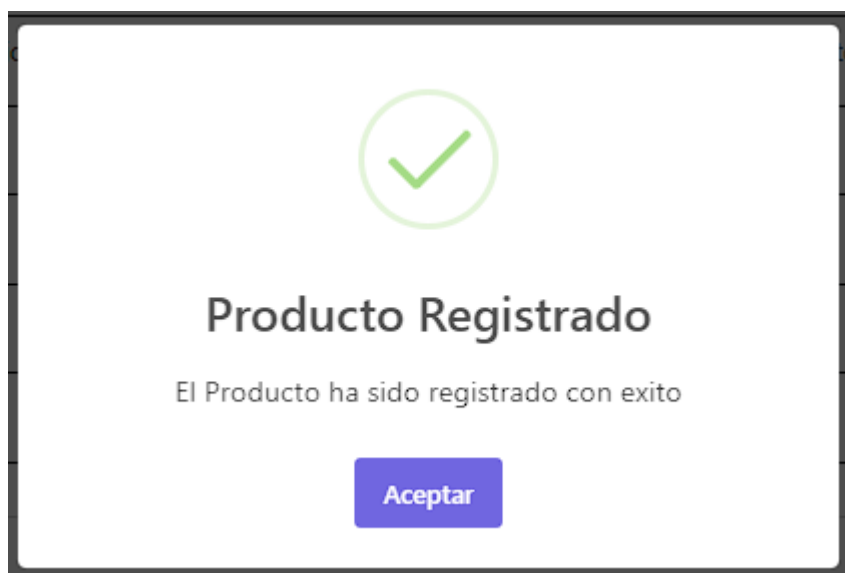 Producto Registrado
El Producto ha sido registrado con exito
Aceptar